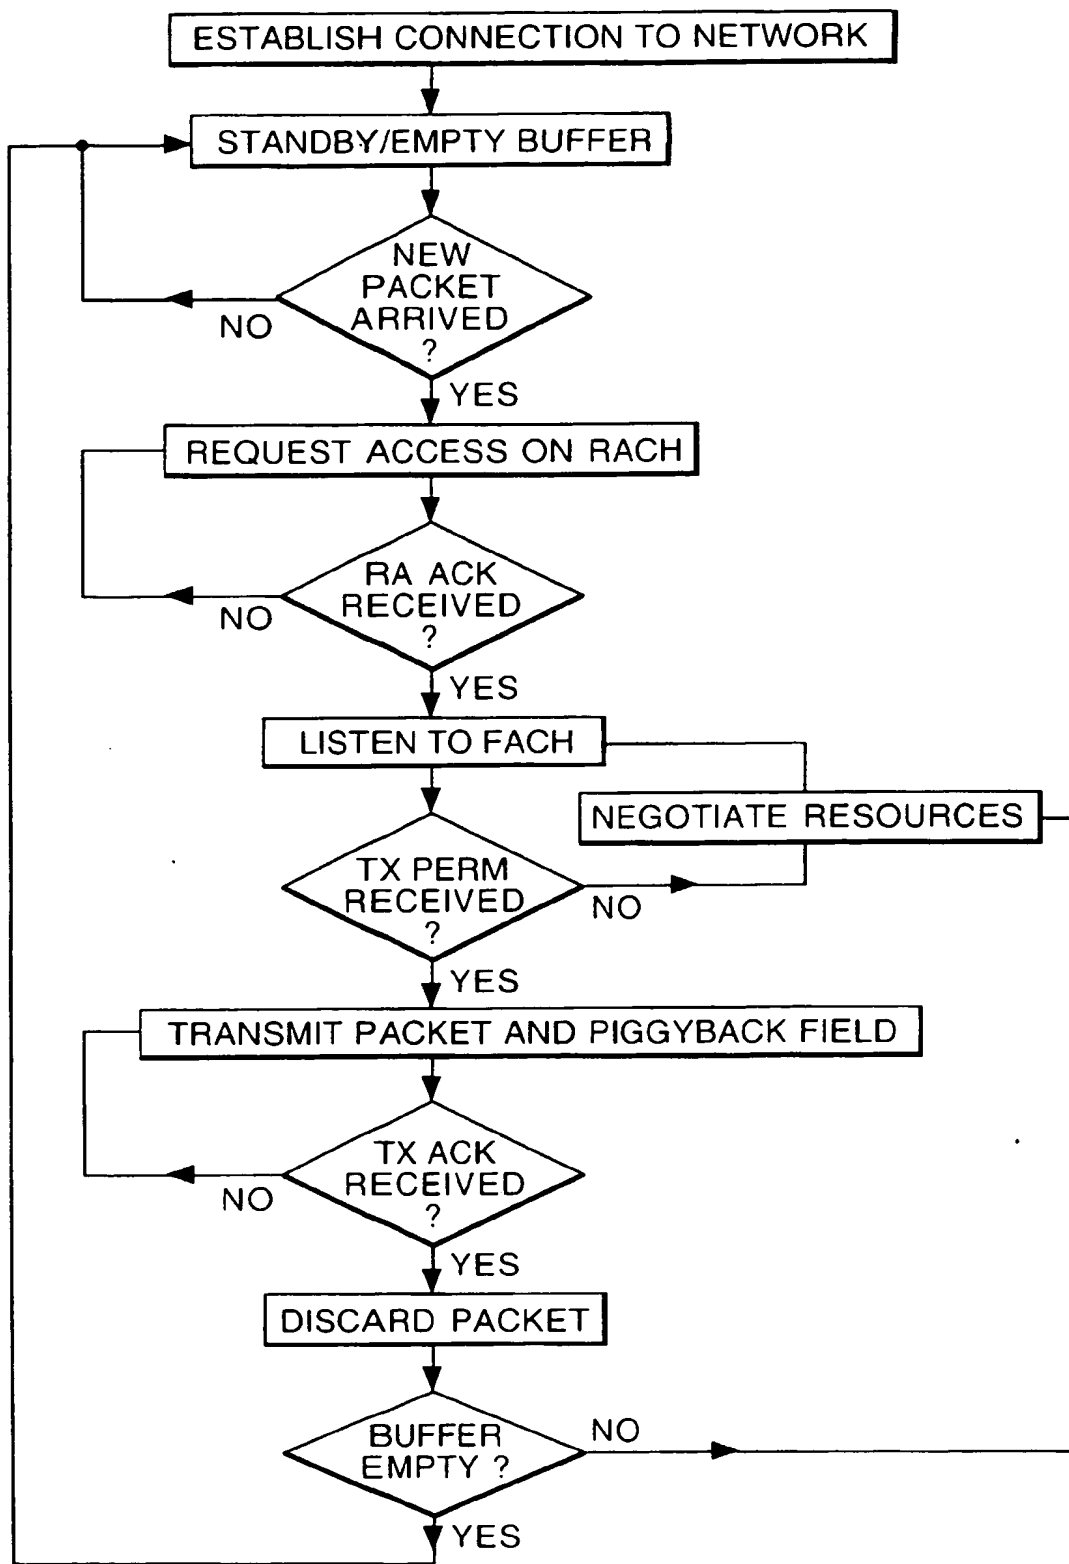 ESTABLISH CONNECTION TO NETWORK
STANDBY/EMPTY BUFFER
NEW
PACKET
ARRIVED
?
NO
YES
REQUEST ACCESS ON RACH
RA ACK
RECEIVED
?
NO
YES
LISTEN TO FACH
NEGOTIATE RESOURCES
TX PERM
RECEIVED
?
NO
YES
TRANSMIT PACKET AND PIGGYBACK FIELD
TX ACK
RECEIVED
?
NO
YES
DISCARD PACKET
BUFFER
EMPTY ?
NO
YES